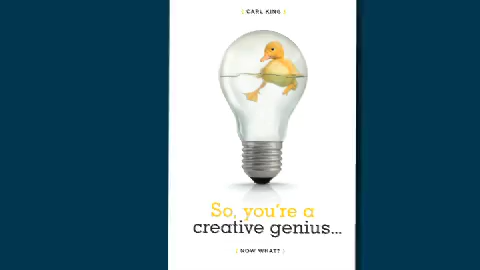 { CARL KING }
So, you're a
creative genius...
{ NOW WHAT? }